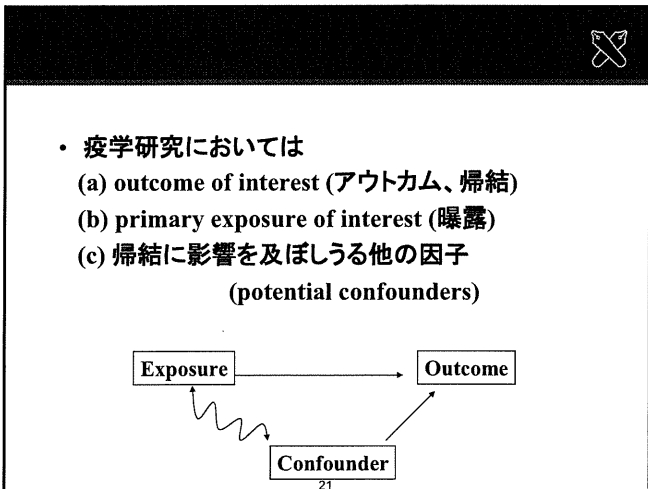 ・ 疫学研究においては
(a) outcome of interest (アウトカム、帰結)
(b) primary exposure of interest (曝露)
(c) 帰結に影響を及ぼしうる他の因子
(potential confounders)
Exposure
Outcome
Confounder
21